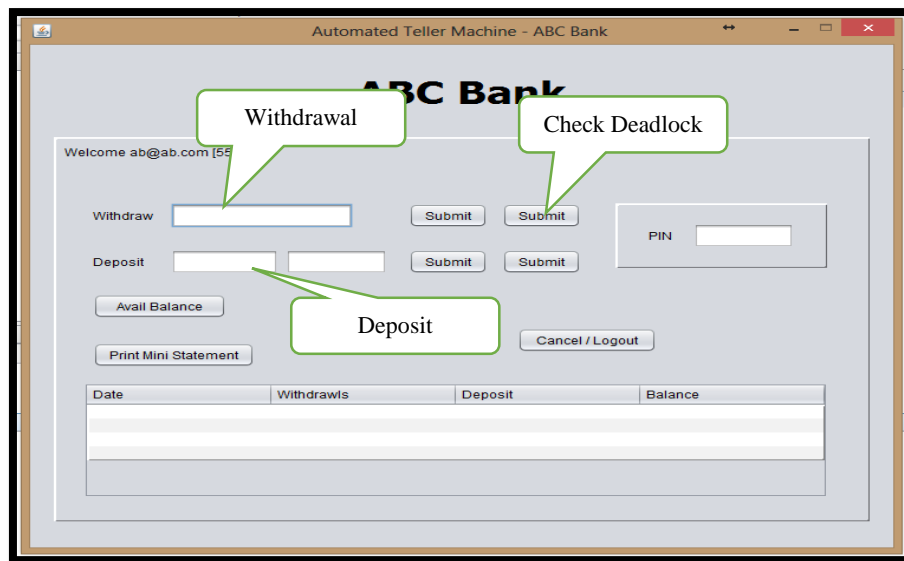 Automated Teller Machine - ABC Bank
ABC Bank
Withdrawal
Check Deadlock
Welcome ab@ab.com [55
Withdraw Submit Submit
PIN
Deposit Submit Submit
Avail Balance
Deposit
Cancel / Logout
Print Mini Statement
Date Withdrawls Deposit Balance